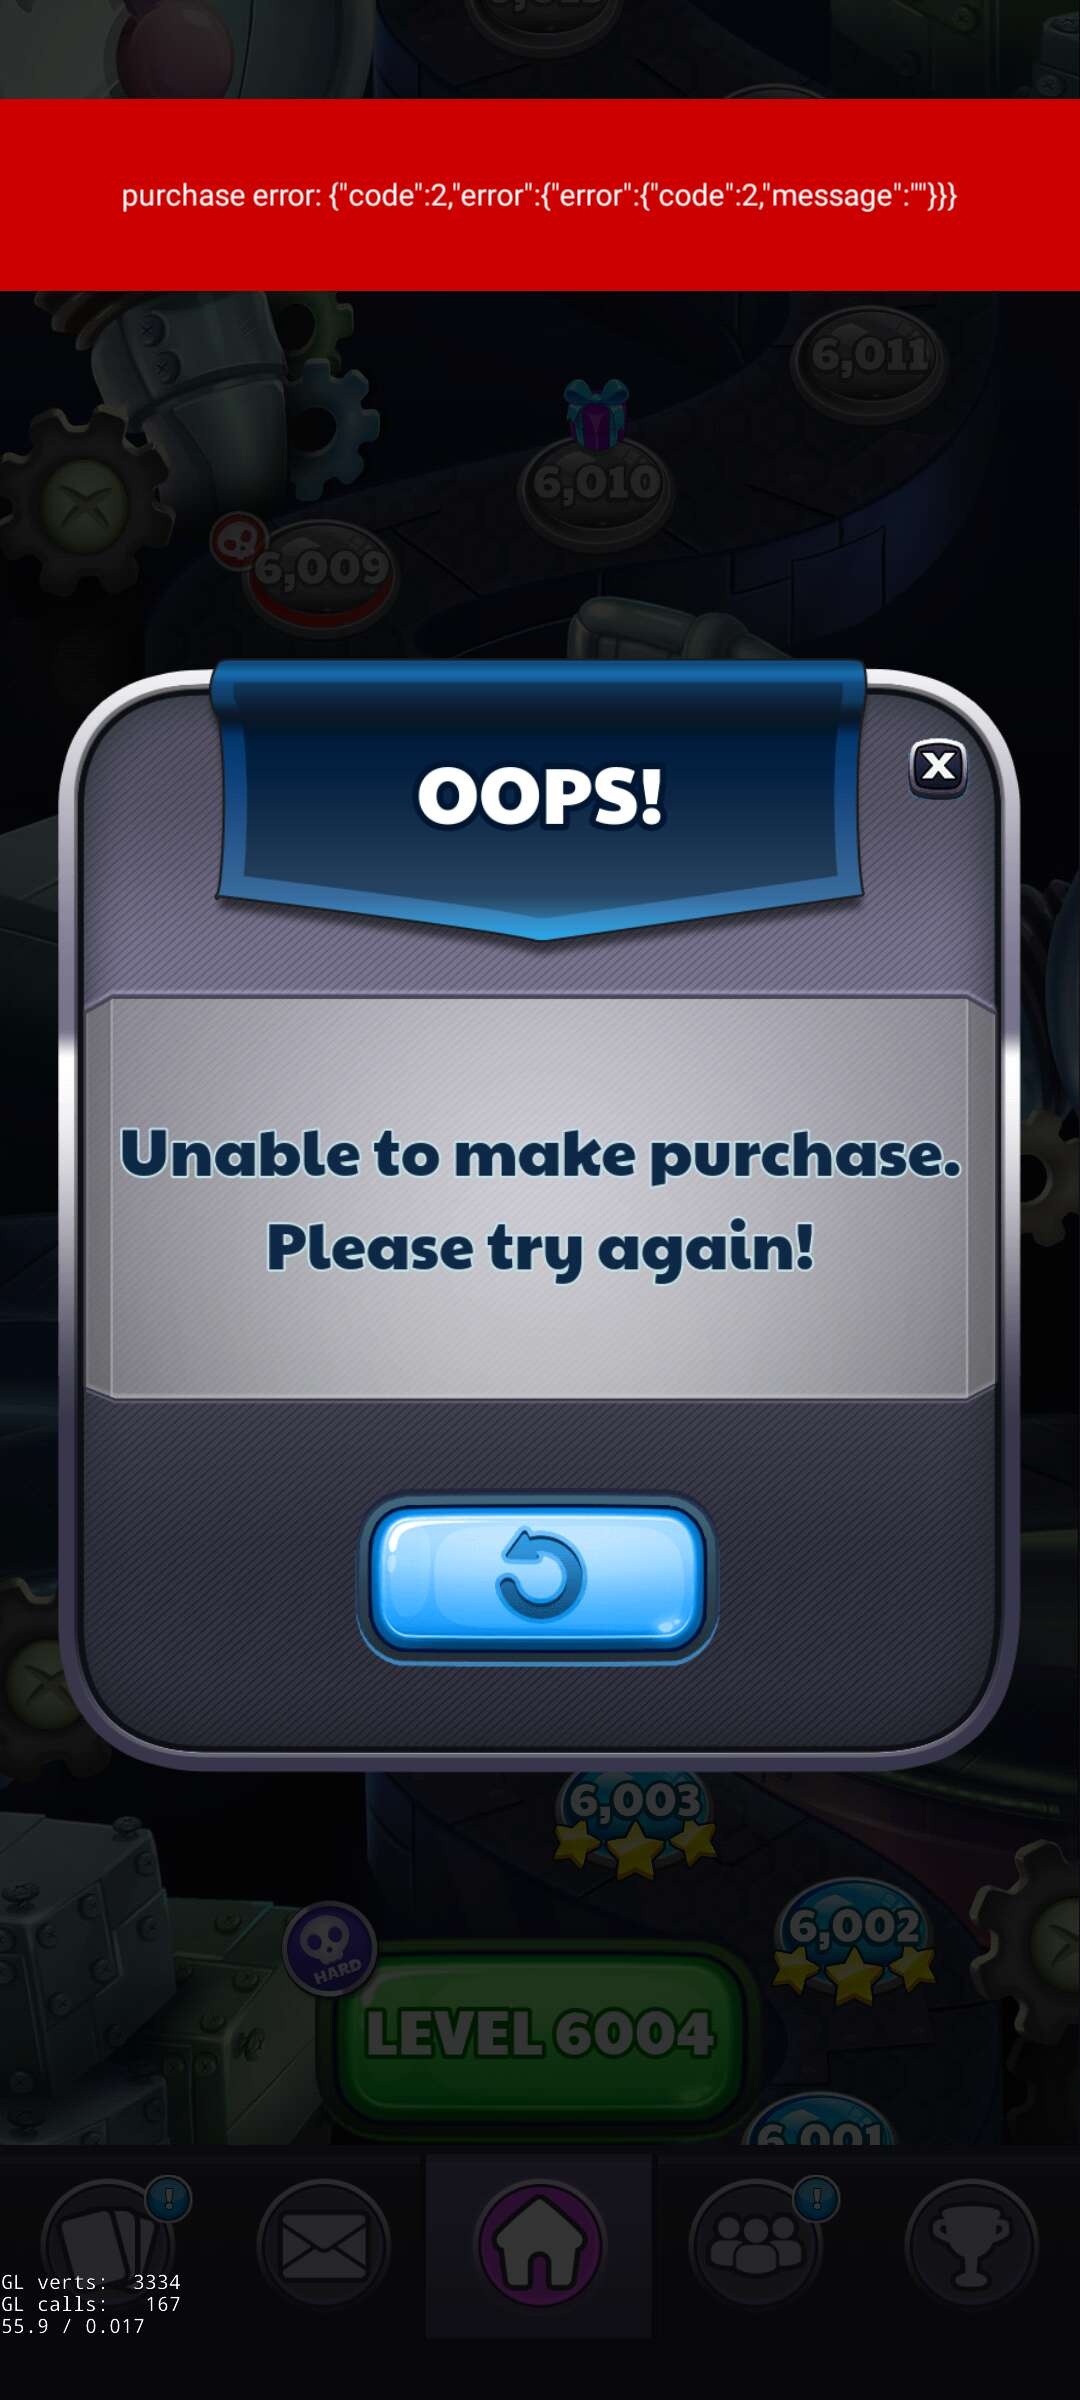 purchase error: {"code":2,"error":{"error":{"code":2,"message":""}}}
6,011
6,010
6,009
OOPS!
X
Unable to make purchase.
Please try again!
6,003
6,002
HARD
LEVEL 6004
6,001
GL verts: 3334
GL calls: 167
55.9 / 0.017